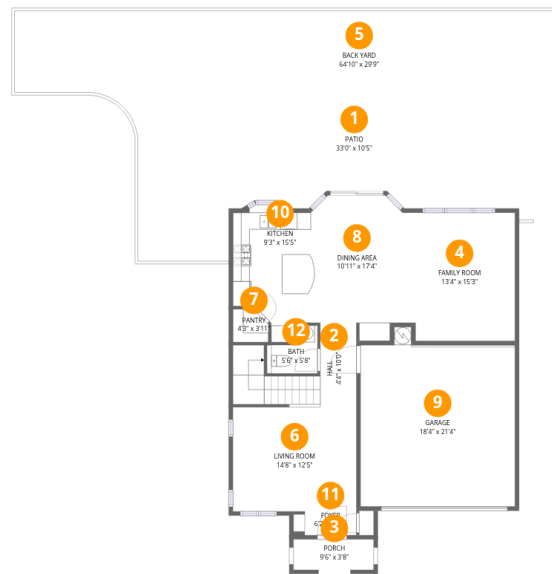 5
BACK YARD
64'10" x 29'9"
1
PATIO
33'0" x 10'5"
10
KITCHEN
9'3" x 15'5"
8
DINING AREA
10'11" x 17'4"
4
FAMILY ROOM
13'4" x 15'3"
7
PANTRY
4'3" x 3'11"
12
BATH
5'6" x 5'8"
2
HALL
4'4" x 10'0"
9
GARAGE
18'4" x 21'4"
6
LIVING ROOM
14'8" x 12'5"
11
FOYER
3
PORCH
9'6" x 3'8"